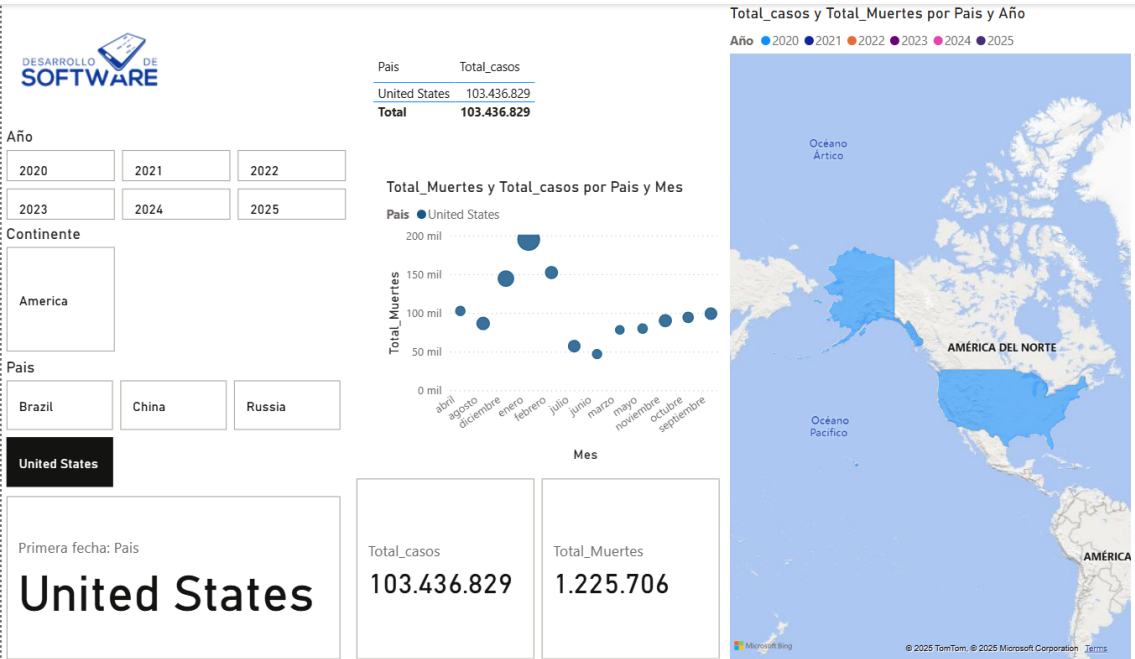 DESARROLLO DE
SOFTWARE
Año
2020 2021 2022
2023 2024 2025
Continente
America
Pais
Brazil China Russia
United States
Primera fecha: Pais
United States
Pais Total_casos
United States 103.436.829
Total 103.436.829
Total_Muertes y Total_casos por Pais y Mes
Pais United States
200 mil
150 mil
100 mil
50 mil
0 mil
Total_Muertes
abril agosto diciembre enero febrero julio junio marzo mayo noviembre octubre septiembre
Mes
Total_casos
103.436.829
Total_Muertes
1.225.706
Total_casos y Total_Muertes por Pais y Año
Año 2020 2021 2022 2023 2024 2025
Océano
Ártico
AMÉRICA DEL NORTE
Océano
Pacífico
AMÉRICA
Microsoft Bing
© 2025 TomTom, © 2025 Microsoft Corporation Terms